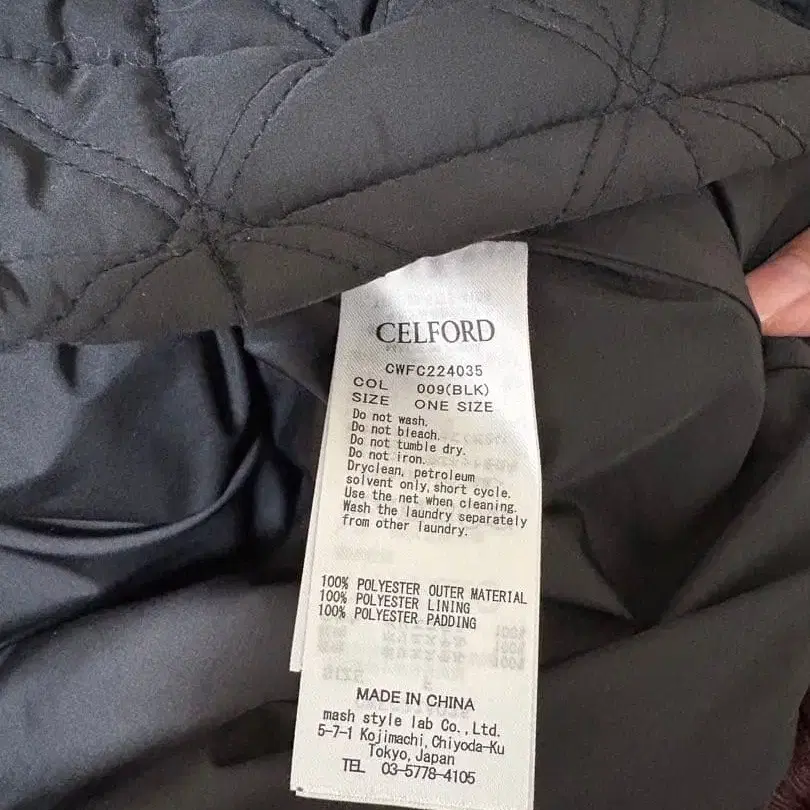 CELFORD
CWFC224035
COL 009(BLK)
SIZE ONE SIZE
Do not wash.
Do not bleach.
Do not tumble dry.
Do not iron.
Dryclean, petroleum
solvent only, short cycle.
Use the net when cleaning.
Wash the laundry separately
from other laundry.
100% POLYESTER OUTER MATERIAL
100% POLYESTER LINING
100% POLYESTER PADDING
MADE IN CHINA
mash style lab Co., Ltd.
5-7-1 Kojimachi, Chiyoda-Ku
Tokyo, Japan
TEL 03-5778-4105